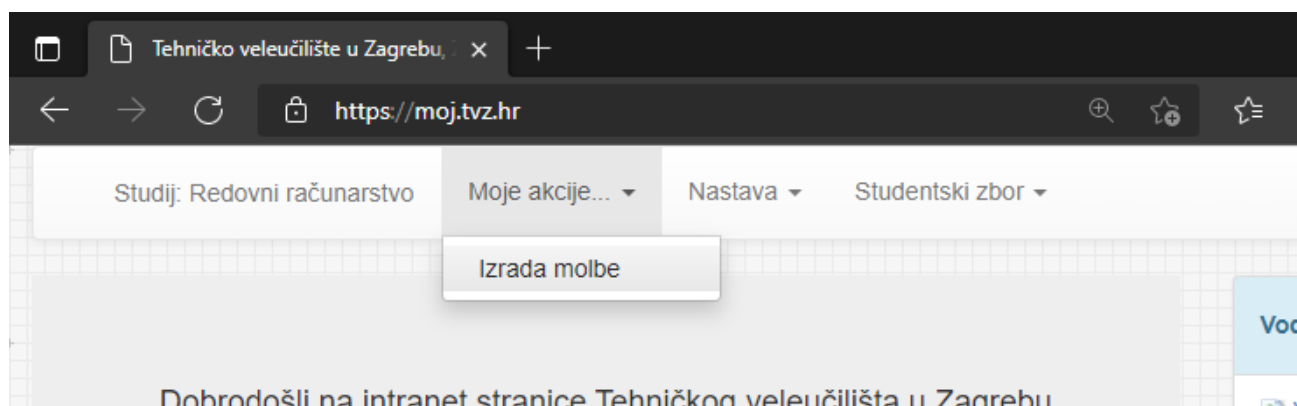 Tehničko veleučilište u Zagrebu,
https://moj.tvz.hr
Studij: Redovni računarstvo Moje akcije... Nastava Studentski zbor
Izrada molbe
Dobrodošli na intranet stranice Tehničkog veleučilišta u Zagrebu